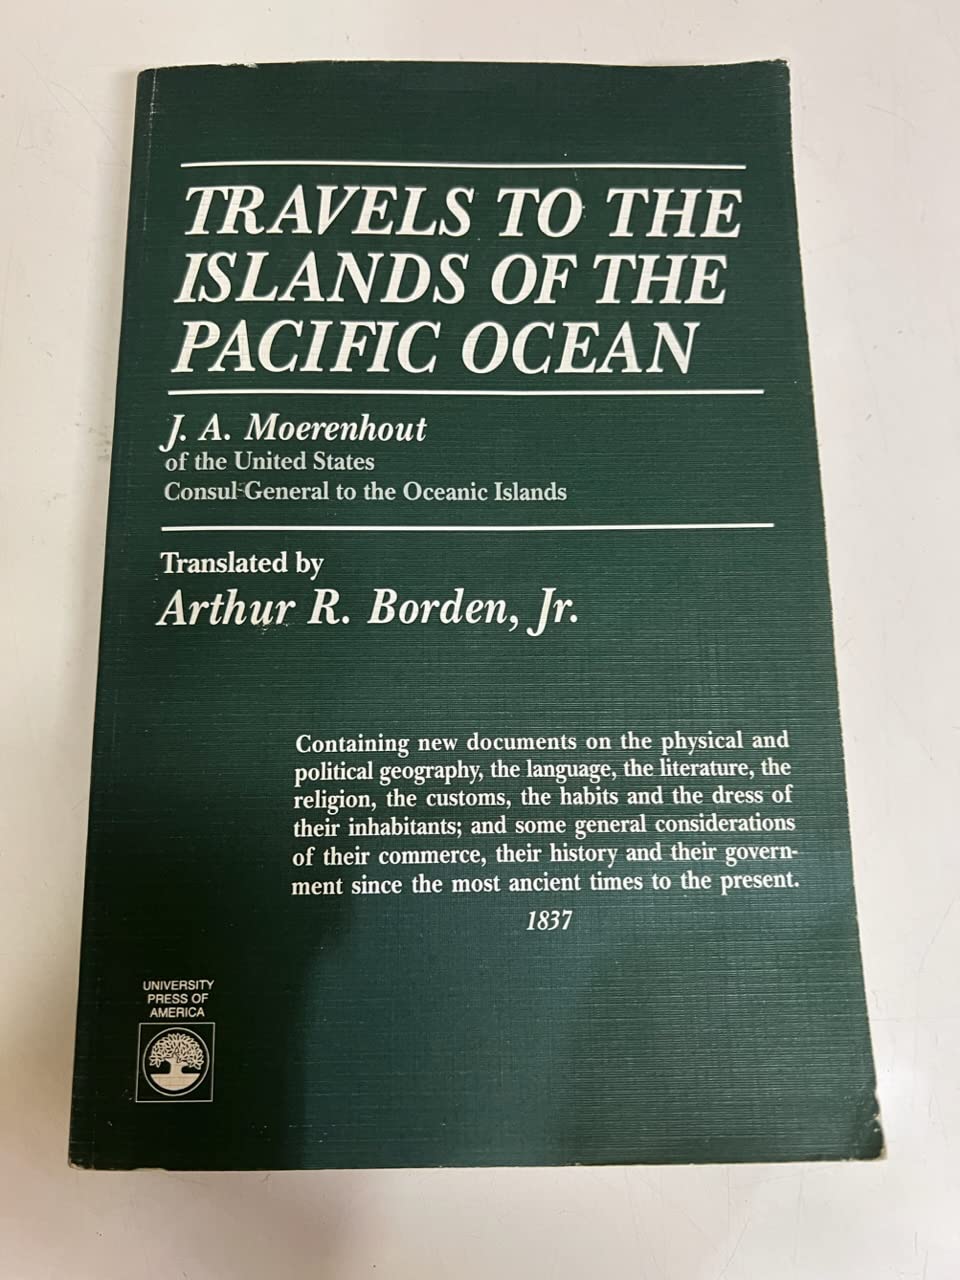 TRAVELS TO THE
ISLANDS OF THE
PACIFIC OCEAN
J. A. Moerenhout
of the United States
Consul-General to the Oceanic Islands
Translated by
Arthur R. Borden, Jr.
Containing new documents on the physical and
political geography, the language, the literature, the
religion, the customs, the habits and the dress of
their inhabitants; and some general considerations
of their commerce, their history and their govern-
ment since the most ancient times to the present.
1837
UNIVERSITY
PRESS OF
AMERICA